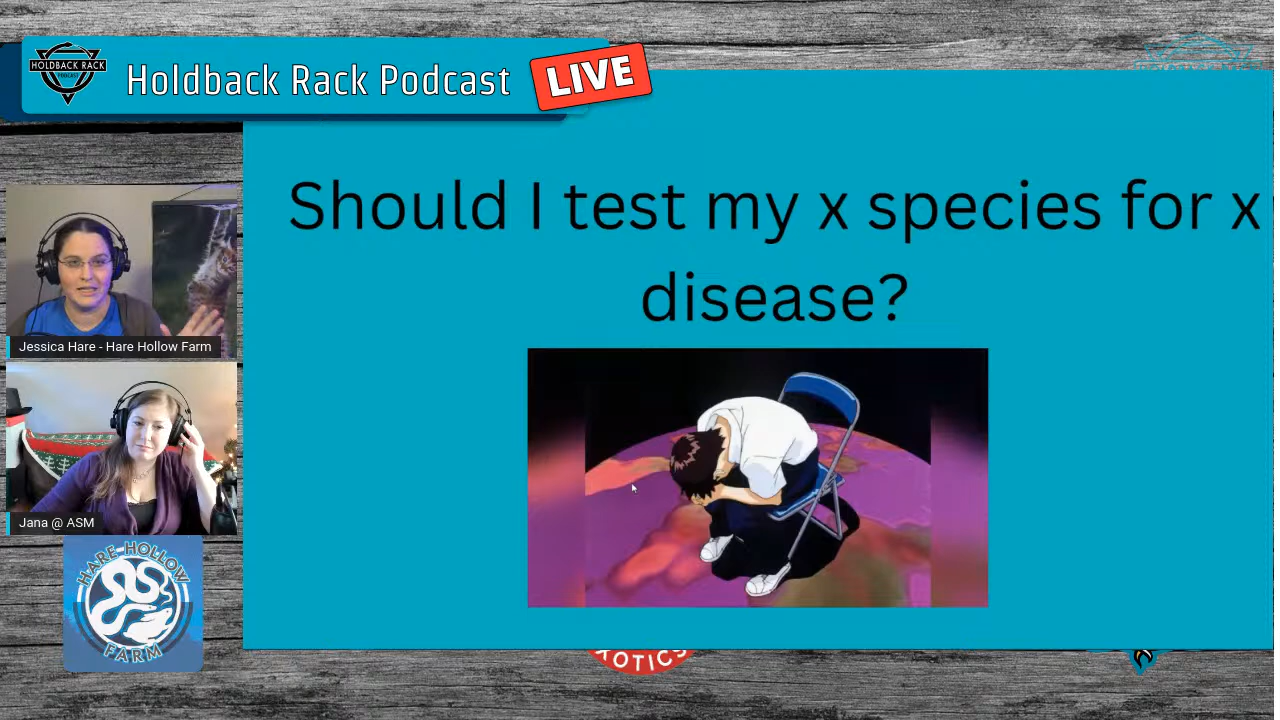 HOLDBACK RACK
PODCAST
Holdback Rack Podcast
LIVE
Should I test my x species for x
disease?
Jessica Hare - Hare Hollow Farm
Jana @ ASM
HARE HOLLOW
FARM